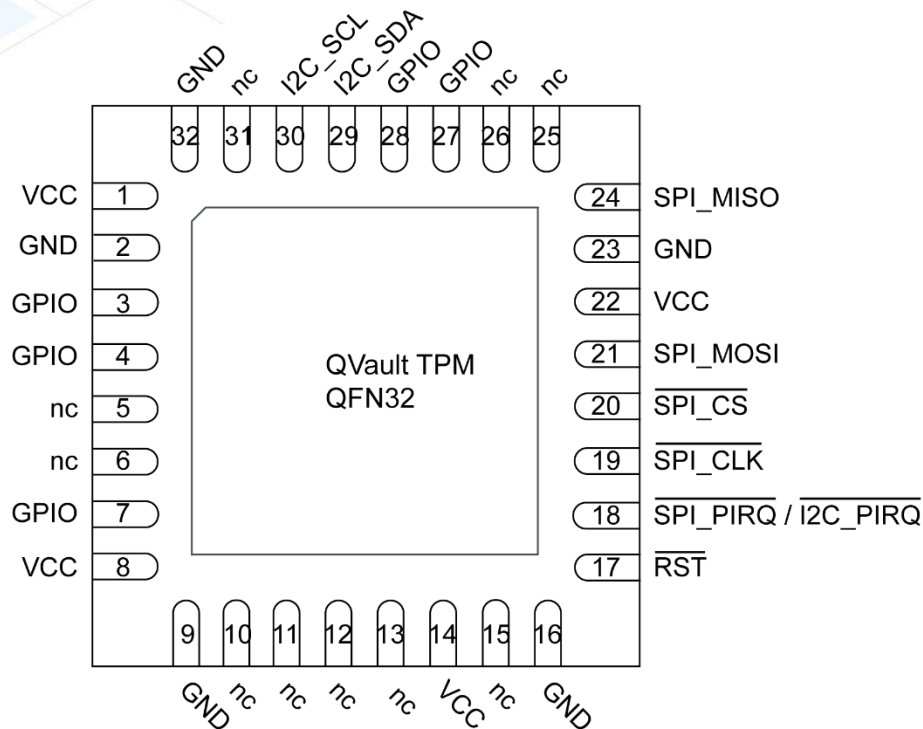 GND nc I2C_SCL I2C_SDA GPIO GPIO nc nc
32 31 30 29 28 27 26 25
VCC 1
GND 2
GPIO 3
GPIO 4
nc 5
nc 6
GPIO 7
VCC 8
QVault TPM
QFN32
24 SPI_MISO
23 GND
22 VCC
21 SPI_MOSI
20 SPI_CS
19 SPI_CLK
18 SPI_PIRQ / I2C_PIRQ
17 RST
9 10 11 12 13 14 15 16
GND nc nc nc nc VCC nc GND